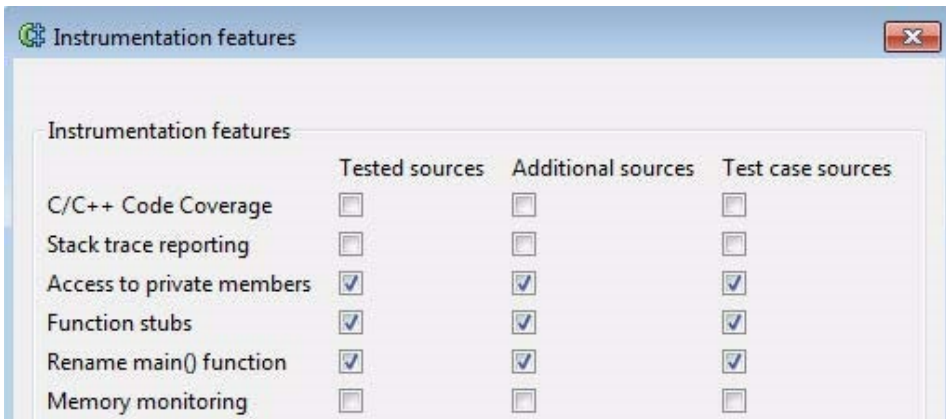 Instrumentation features
Instrumentation features
Tested sources Additional sources Test case sources
C/C++ Code Coverage
Stack trace reporting
Access to private members
Function stubs
Rename main() function
Memory monitoring